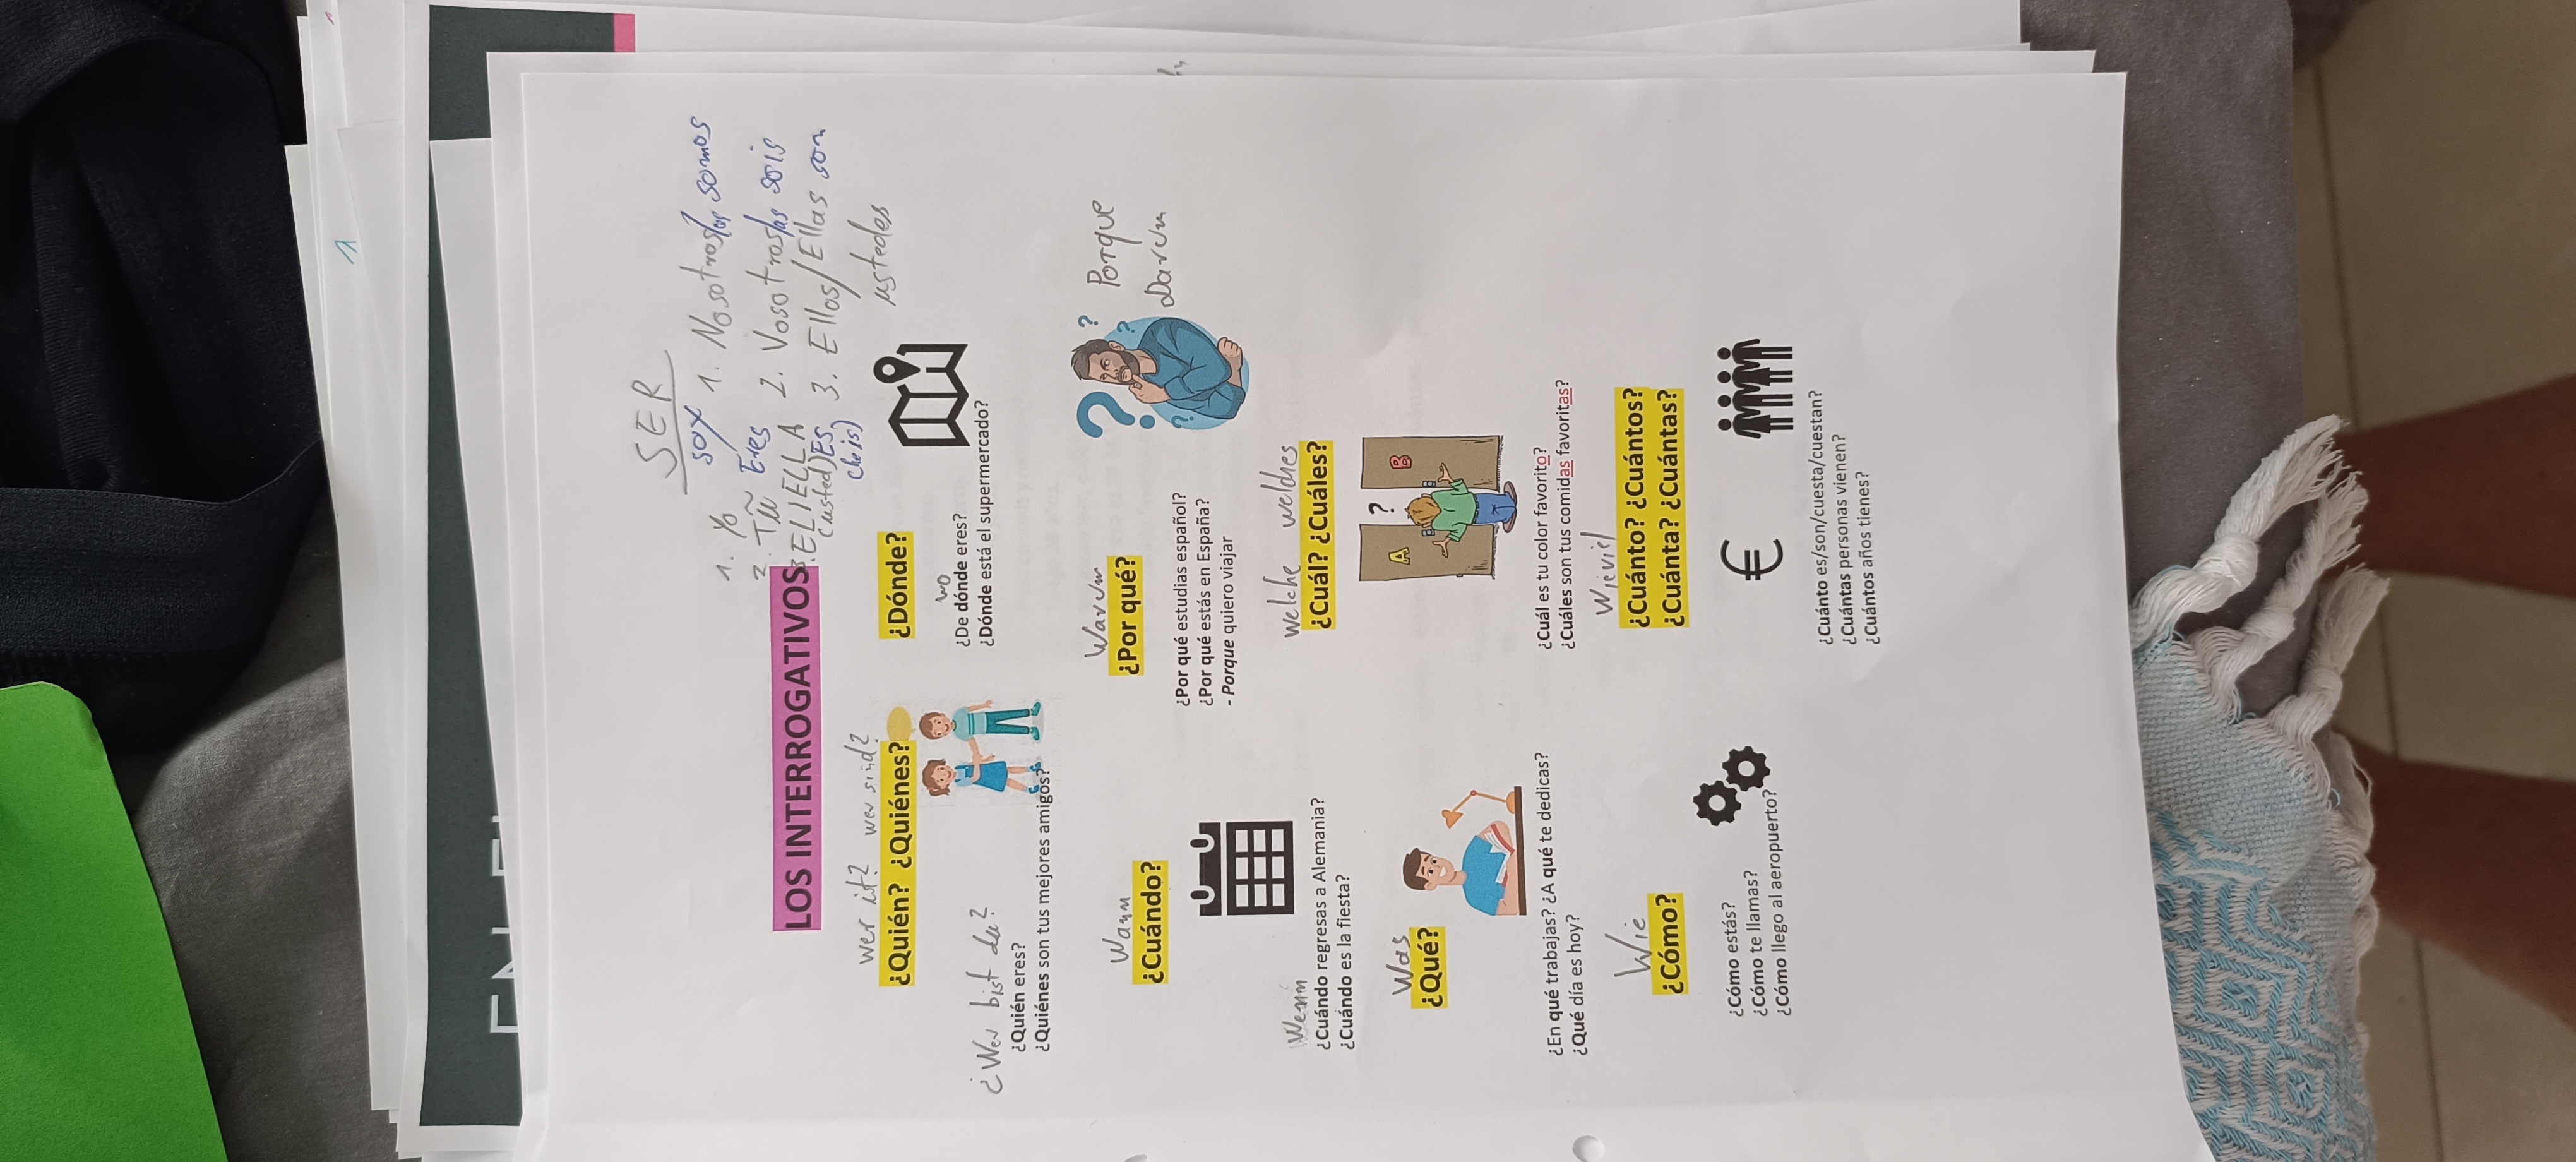 SER
1. Yo soy 1. Nosotros/as somos
2. Tú Eres 2. Vosotros/as sois
3. EL/ELLA 3. Ellos/Ellas son
(usted) ES ustedes
LOS INTERROGATIVOS
wer ist? wer sind?
¿Quién? ¿Quiénes?
¿Dónde?
¿Wer bist du?
¿Quién eres?
¿Quiénes son tus mejores amigos?
wo
¿De dónde eres?
¿Dónde está el supermercado?
Wann
¿Cuándo?
¿Cuándo regresas a Alemania?
¿Cuándo es la fiesta?
Warum
¿Por qué?
? ? ? ?
Porque
Darum
¿Por qué estudias español?
¿Por qué estás en España?
- Porque quiero viajar
Was
¿Qué?
¿En qué trabajas? ¿A qué te dedicas?
¿Qué día es hoy?
welche welches
¿Cuál? ¿Cuáles?
A ? B
¿Cuál es tu color favorito?
¿Cuáles son tus comidas favoritas?
Wie
¿Cómo?
¿Cómo estás?
¿Cómo te llamas?
¿Cómo llego al aeropuerto?
Wieviel
¿Cuánto? ¿Cuántos?
¿Cuánta? ¿Cuántas?
€
¿Cuánto es/son/cuesta/cuestan?
¿Cuántas personas vienen?
¿Cuántos años tienes?